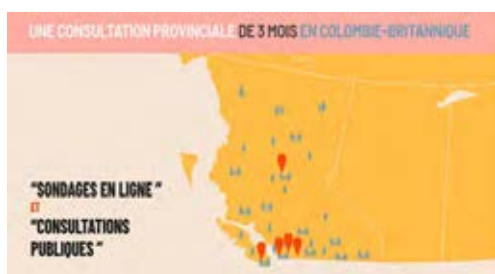 UNE CONSULTATION PROVINCIALE DE 3 MOIS EN COLOMBIE-BRITANNIQUE
"SONDAGES EN LIGNE"
ET
"CONSULTATIONS
PUBLIQUES"